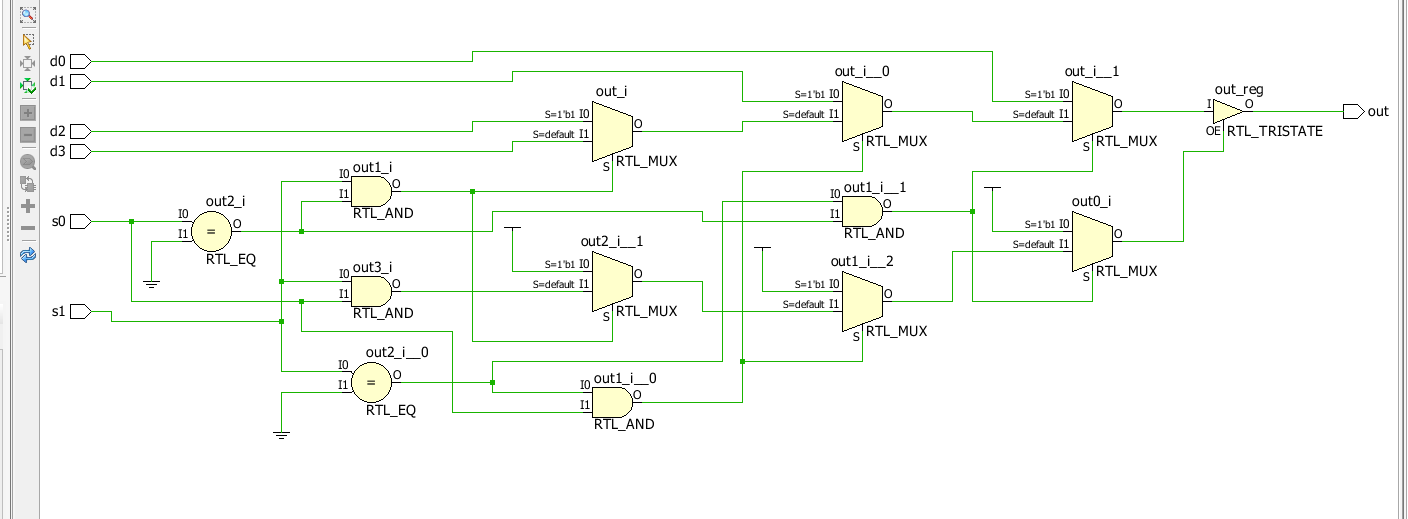 d0
d1
d2
d3
s0
s1
out2_i
I0
I1
O
=
RTL_EQ
out1_i
I0
I1
O
RTL_AND
out3_i
I0
I1
O
RTL_AND
out2_i__0
I0
I1
O
=
RTL_EQ
out_i
S=1'b1 I0
S=default I1
O
S
RTL_MUX
out2_i__1
S=1'b1 I0
S=default I1
O
S
RTL_MUX
out1_i__0
I0
I1
O
RTL_AND
out_i__0
S=1'b1 I0
S=default I1
O
S
RTL_MUX
out1_i__1
I0
I1
O
RTL_AND
out1_i__2
S=1'b1 I0
S=default I1
O
S
RTL_MUX
out_i__1
S=1'b1 I0
S=default I1
O
S
RTL_MUX
out0_i
S=1'b1 I0
S=default I1
O
S
RTL_MUX
out_reg
I
O
OE
RTL_TRISTATE
out